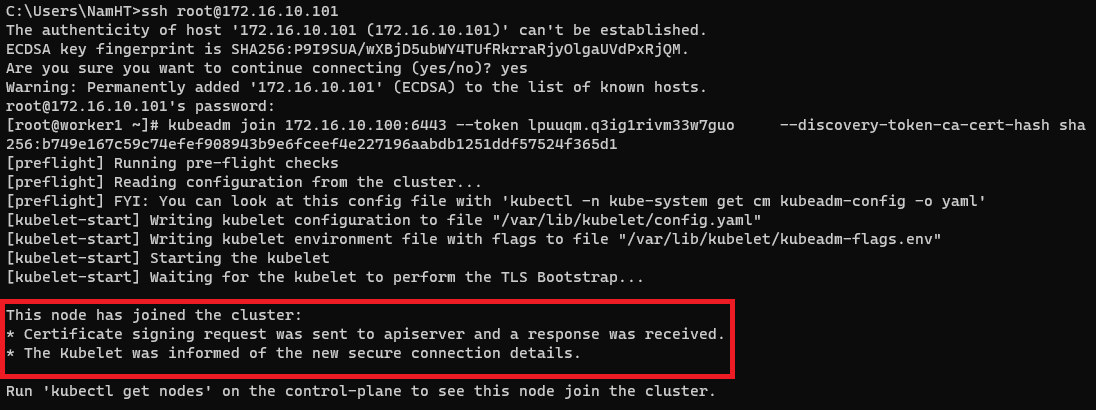 C:\Users\NamHT>ssh root@172.16.10.101
The authenticity of host '172.16.10.101 (172.16.10.101)' can't be established.
ECDSA key fingerprint is SHA256:P9I9SUA/wXBjD5ubWY4TUfRkrraRjyOlgaUVdPxRjQM.
Are you sure you want to continue connecting (yes/no)? yes
Warning: Permanently added '172.16.10.101' (ECDSA) to the list of known hosts.
root@172.16.10.101's password:
[root@worker1 ~]# kubeadm join 172.16.10.100:6443 --token lpuuqm.q3ig1rivm33w7guo     --discovery-token-ca-cert-hash sha
256:b749e167c59c74efef908943b9e6fceef4e227196aabdb1251ddf57524f365d1
[preflight] Running pre-flight checks
[preflight] Reading configuration from the cluster...
[preflight] FYI: You can look at this config file with 'kubectl -n kube-system get cm kubeadm-config -o yaml'
[kubelet-start] Writing kubelet configuration to file "/var/lib/kubelet/config.yaml"
[kubelet-start] Writing kubelet environment file with flags to file "/var/lib/kubelet/kubeadm-flags.env"
[kubelet-start] Starting the kubelet
[kubelet-start] Waiting for the kubelet to perform the TLS Bootstrap...
This node has joined the cluster:
* Certificate signing request was sent to apiserver and a response was received.
* The Kubelet was informed of the new secure connection details.
Run 'kubectl get nodes' on the control-plane to see this node join the cluster.